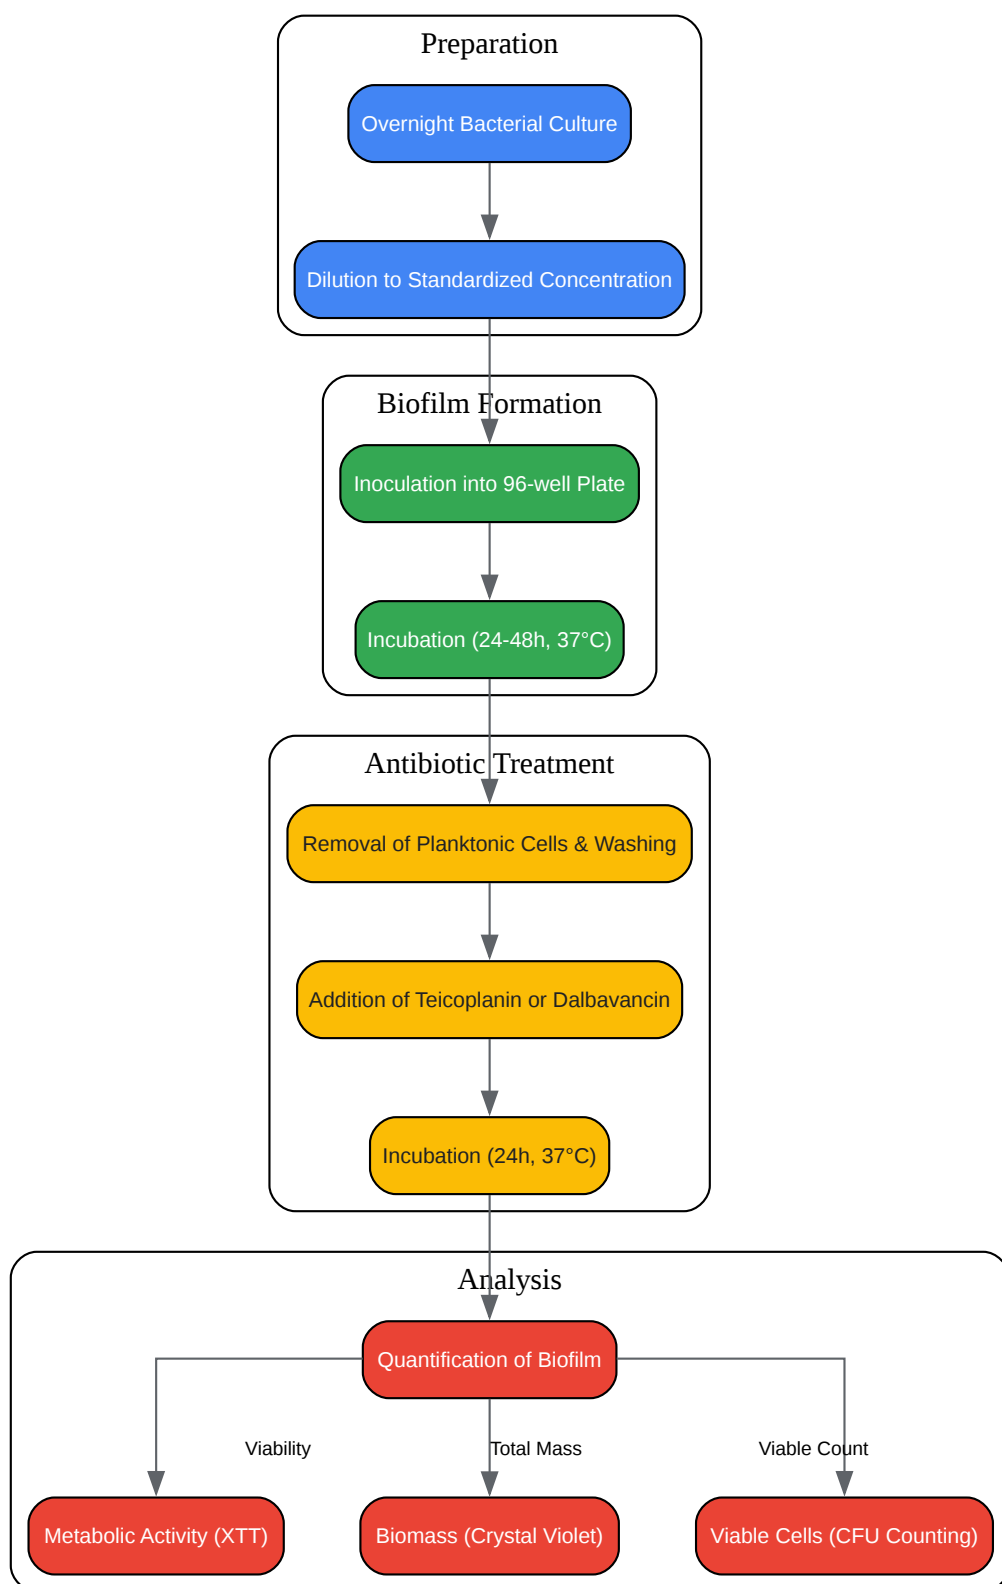 Preparation
Overnight Bacterial Culture
Dilution to Standardized Concentration
Biofilm Formation
Inoculation into 96-well Plate
Incubation (24-48h, 37°C)
Antibiotic Treatment
Removal of Planktonic Cells & Washing
Addition of Teicoplanin or Dalbavancin
Incubation (24h, 37°C)
Analysis
Quantification of Biofilm
Viability
Total Mass
Viable Count
Metabolic Activity (XTT)
Biomass (Crystal Violet)
Viable Cells (CFU Counting)